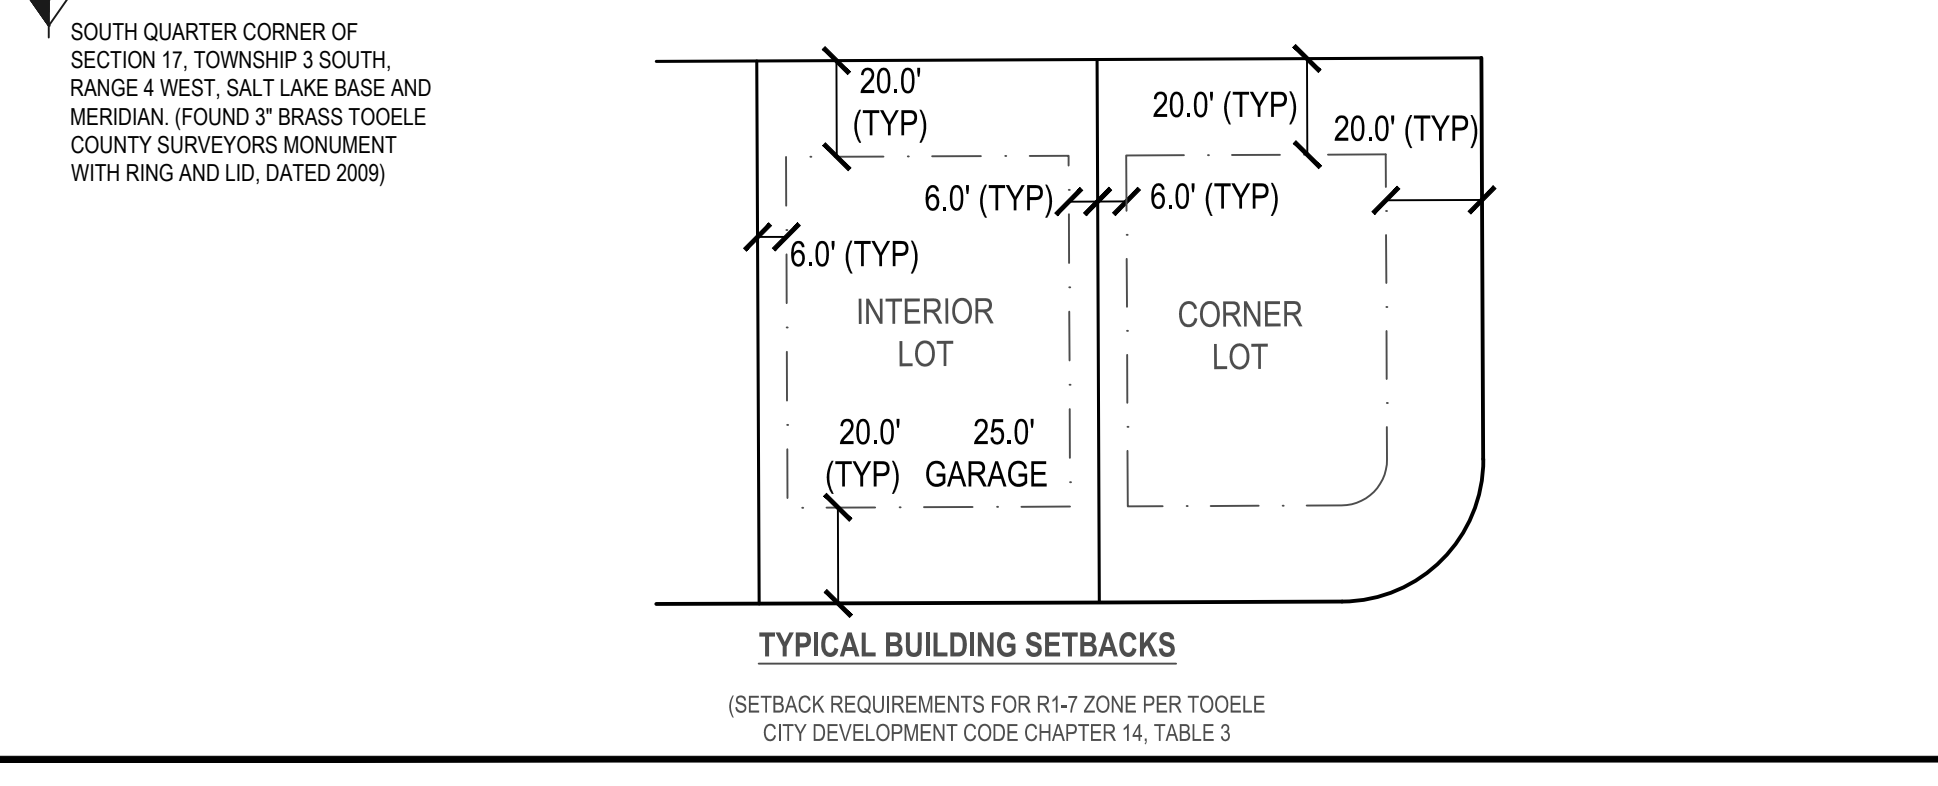 SOUTH QUARTER CORNER OF
SECTION 17, TOWNSHIP 3 SOUTH,
RANGE 4 WEST, SALT LAKE BASE AND
MERIDIAN. (FOUND 3" BRASS TOOELE
COUNTY SURVEYORS MONUMENT
WITH RING AND LID, DATED 2009)
20.0'
(TYP)
20.0' (TYP)
20.0' (TYP)
6.0' (TYP)
6.0' (TYP)
6.0' (TYP)
INTERIOR
LOT
CORNER
LOT
20.0'
(TYP)
25.0'
GARAGE
TYPICAL BUILDING SETBACKS
(SETBACK REQUIREMENTS FOR R1-7 ZONE PER TOOELE
CITY DEVELOPMENT CODE CHAPTER 14, TABLE 3